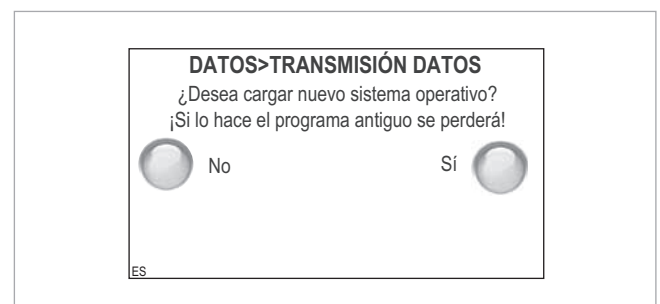 DATOS>TRANSMISIÓN DATOS
¿Desea cargar nuevo sistema operativo?
¡Si lo hace el programa antiguo se perderá!
No Sí
ES